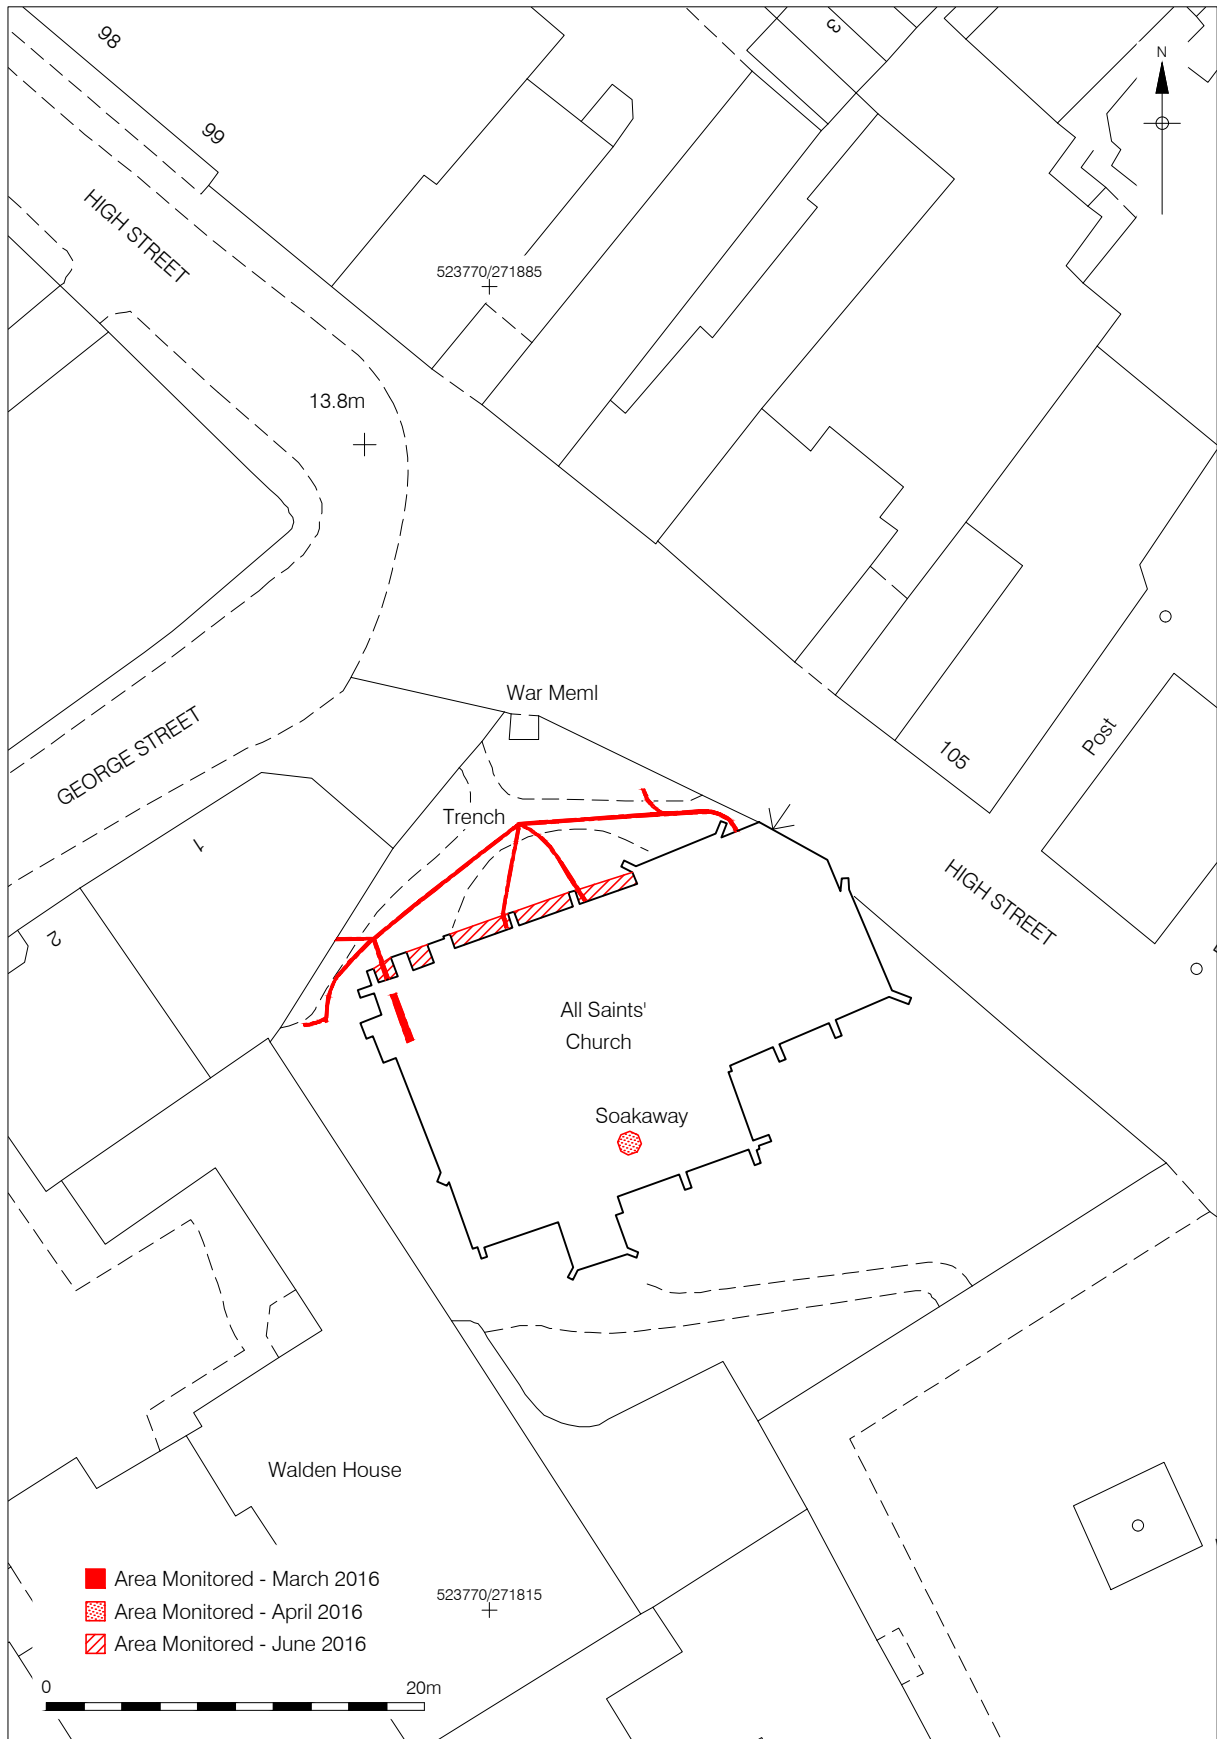 98
3
N
99
HIGH STREET
523770/271885
13.8m
War Meml
GEORGE STREET
Post
105
Trench
1
HIGH STREET
2
All Saints'
Church
Soakaway
Walden House
Area Monitored - March 2016
523770/271815
Area Monitored - April 2016
Area Monitored - June 2016
0
20m